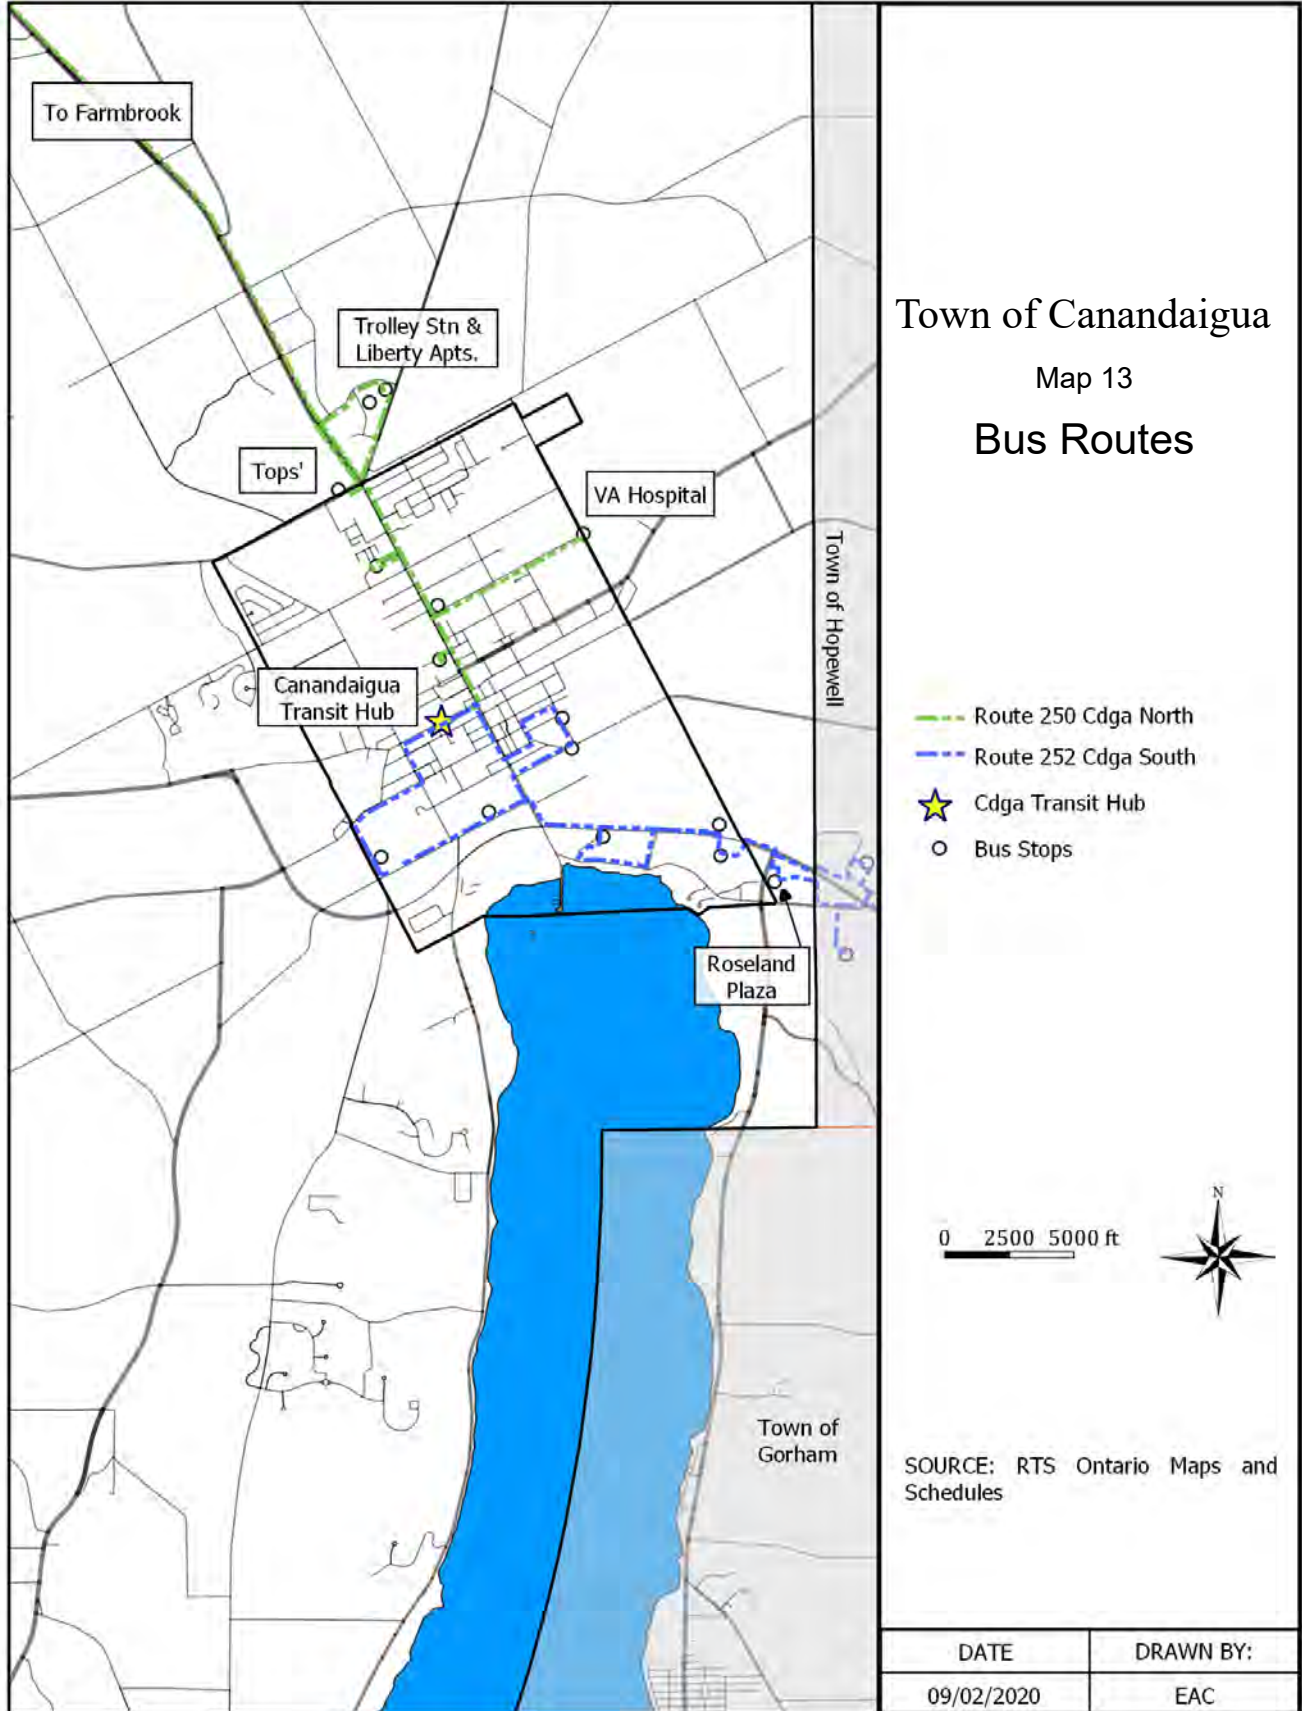 To Farmbrook
Trolley Stn &
Liberty Apts.
Tops'
VA Hospital
Canandaigua
Transit Hub
Town of Hopewell
Roseland
Plaza
Town of
Gorham
Town of Canandaigua
Map 13
Bus Routes
Route 250 Cdga North
Route 252 Cdga South
Cdga Transit Hub
Bus Stops
N
0 2500 5000 ft
SOURCE: RTS Ontario Maps and
Schedules
DATE DRAWN BY:
09/02/2020 EAC